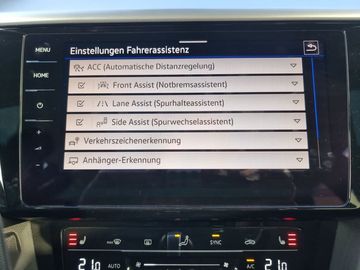 MENU
Einstellungen Fahrerassistenz
ACC (Automatische Distanzregelung)
HOME
Front Assist (Notbremsassistent)
Lane Assist (Spurhalteassistent)
Side Assist (Spurwechselassistent)
Verkehrszeichenerkennung
Anhänger-Erkennung
SYNC
AUTO
A/C